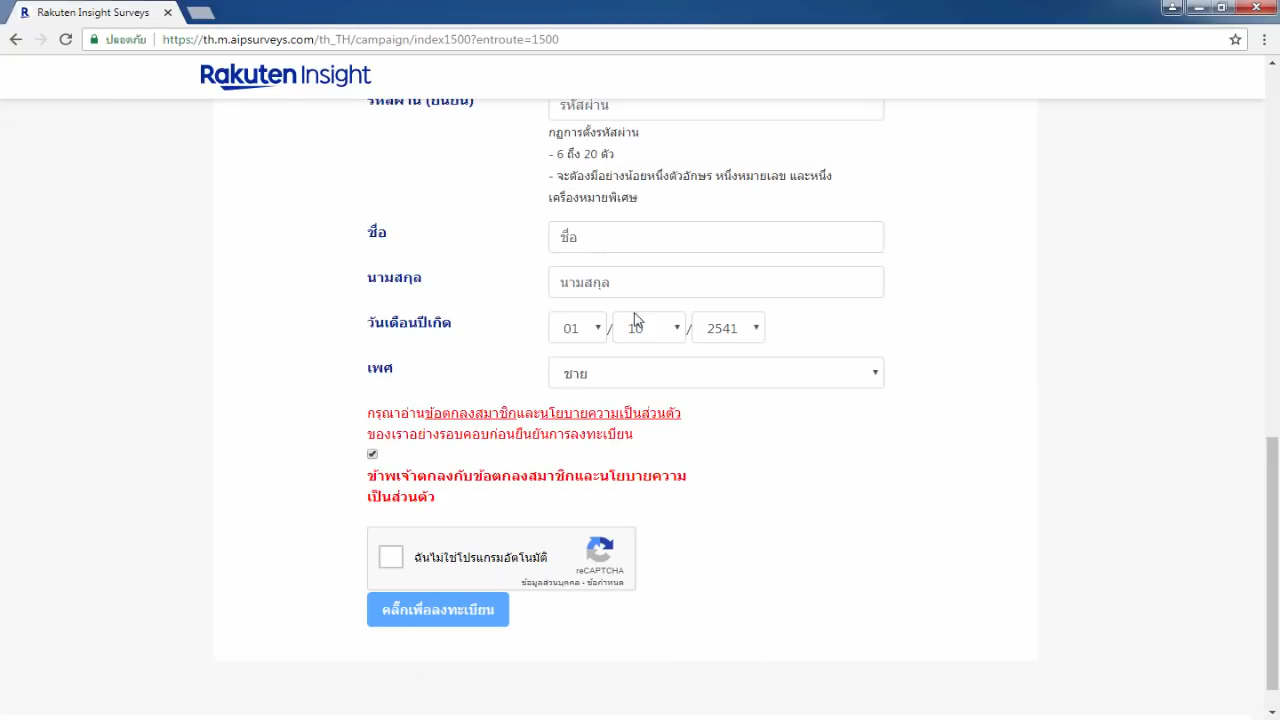 Rakuten Insight Surveys
ปลอดภัย
https://th.m.aipsurveys.com/th_TH/campaign/index1500?entroute=1500
Rakuten Insight
รหัสผ่าน (ยืนยัน)
รหัสผ่าน
กฏการตั้งรหัสผ่าน
- 6 ถึง 20 ตัว
- จะต้องมีอย่างน้อยหนึ่งตัวอักษร หนึ่งหมายเลข และหนึ่ง
เครื่องหมายพิเศษ
ชื่อ
ชื่อ
นามสกุล
นามสกุล
วันเดือนปีเกิด
01 / 10 / 2541
เพศ
ชาย
กรุณาอ่านข้อตกลงสมาชิกและนโยบายความเป็นส่วนตัว
ของเราอย่างรอบคอบก่อนยืนยันการลงทะเบียน
ข้าพเจ้าตกลงกับข้อตกลงสมาชิกและนโยบายความ
เป็นส่วนตัว
ฉันไม่ใช่โปรแกรมอัตโนมัติ
reCAPTCHA
ข้อมูลส่วนบุคคล - ข้อกำหนด
คลิ๊กเพื่อลงทะเบียน